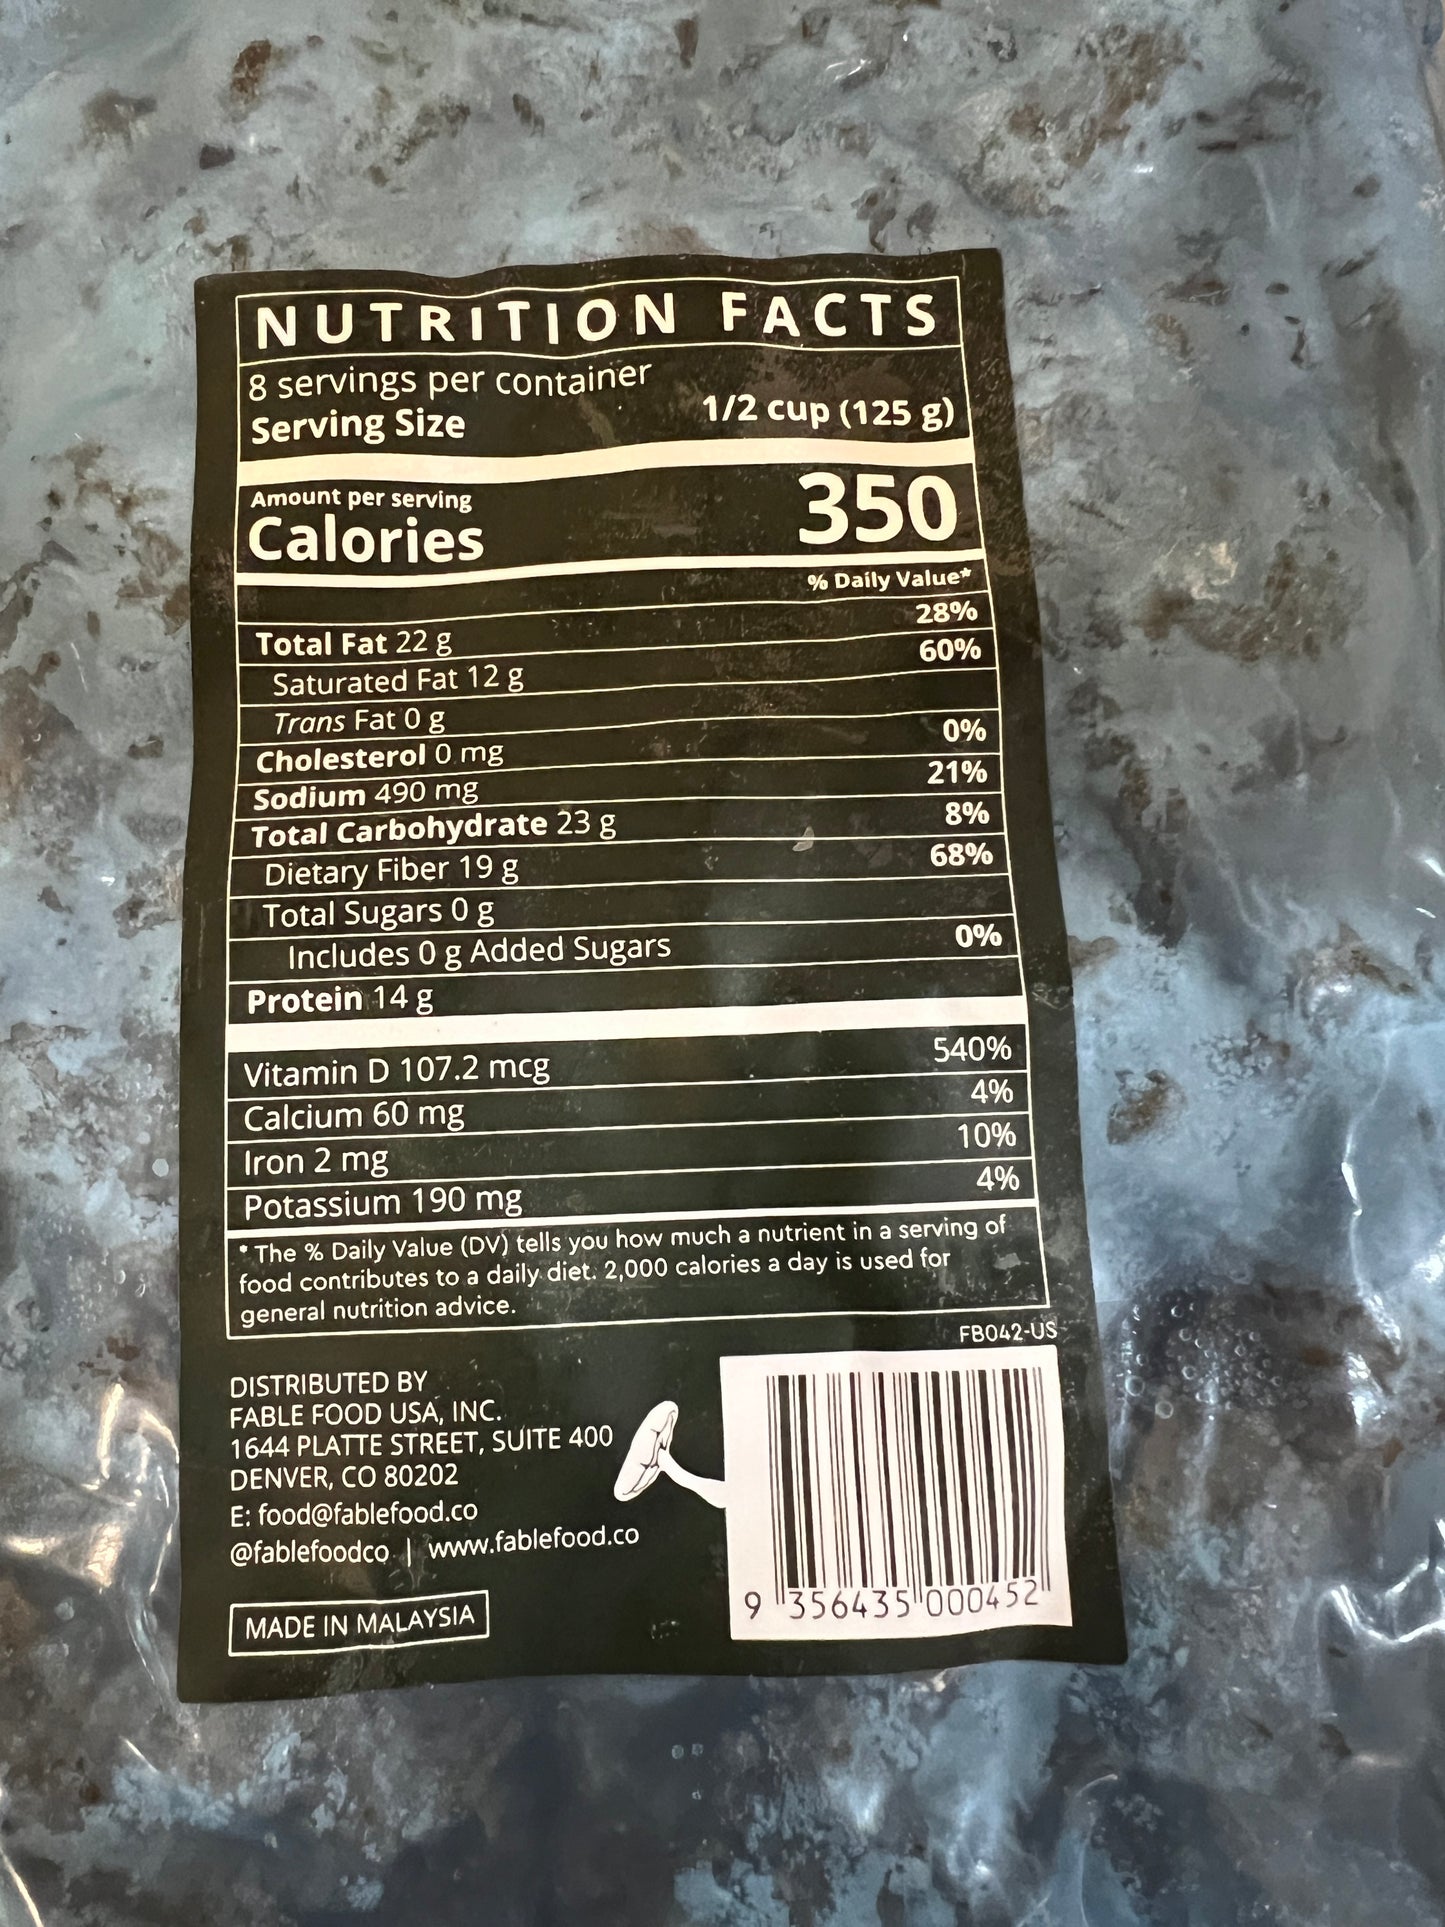 NUTRITION FACTS
8 servings per container
Serving Size 1/2 cup (125 g)
Amount per serving
Calories 350
% Daily Value*
Total Fat 22 g 28%
Saturated Fat 12 g 60%
Trans Fat 0 g
Cholesterol 0 mg 0%
Sodium 490 mg 21%
Total Carbohydrate 23 g 8%
Dietary Fiber 19 g 68%
Total Sugars 0 g
Includes 0 g Added Sugars 0%
Protein 14 g
Vitamin D 107.2 mcg 540%
Calcium 60 mg 4%
Iron 2 mg 10%
Potassium 190 mg 4%
* The % Daily Value (DV) tells you how much a nutrient in a serving of
food contributes to a daily diet. 2,000 calories a day is used for
general nutrition advice.
FB042-US
DISTRIBUTED BY
FABLE FOOD USA, INC.
1644 PLATTE STREET, SUITE 400
DENVER, CO 80202
E: food@fablefood.co
@fablefoodco | www.fablefood.co
MADE IN MALAYSIA
9 356435 000452